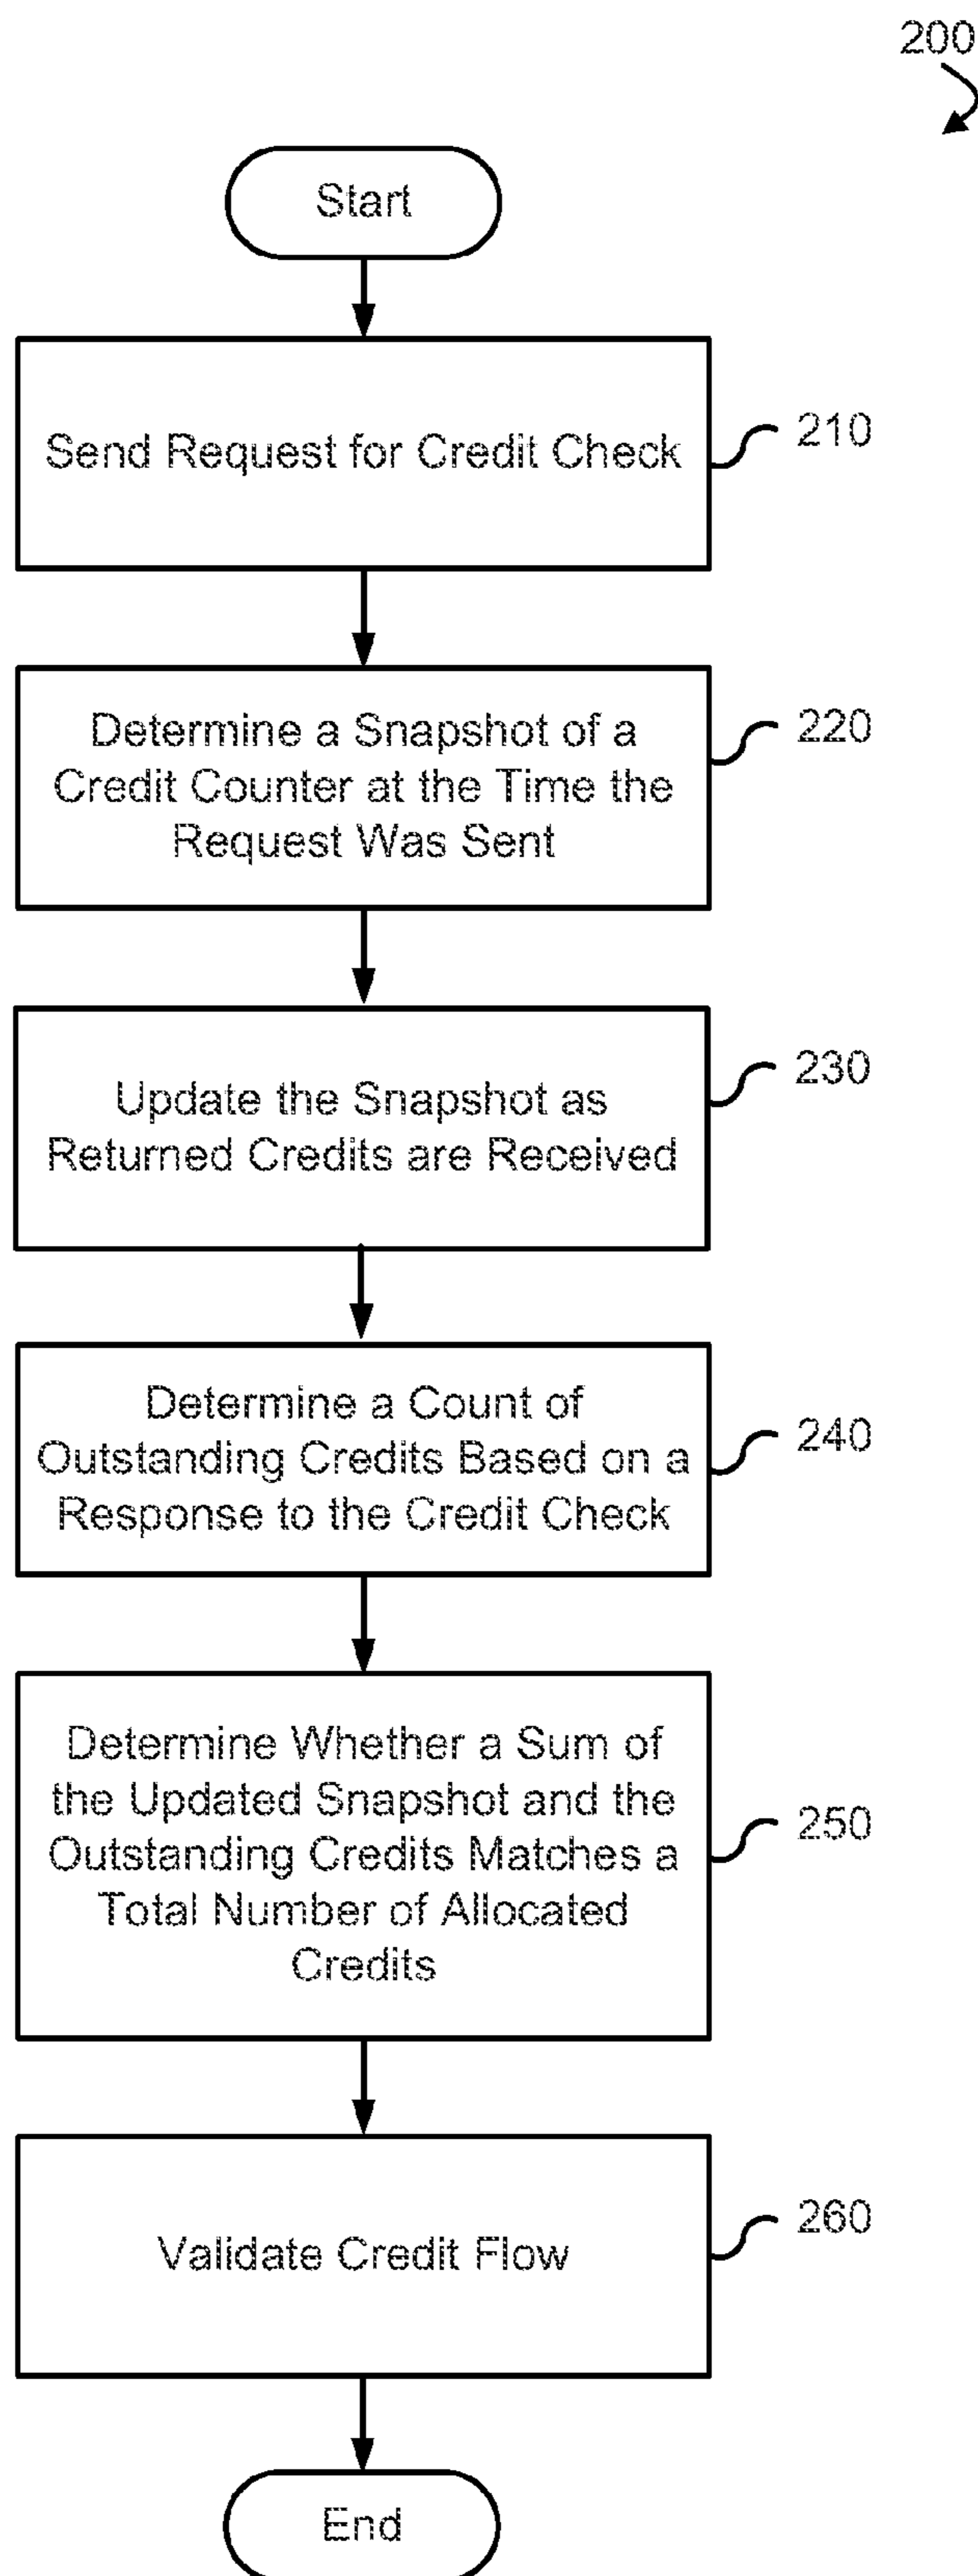 200
Start
Send Request for Credit Check
210
Determine a Snapshot of a
Credit Counter at the Time the
Request Was Sent
220
Update the Snapshot as
Returned Credits are Received
230
Determine a Count of
Outstanding Credits Based on a
Response to the Credit Check
240
Determine Whether a Sum of
the Updated Snapshot and the
Outstanding Credits Matches a
Total Number of Allocated
Credits
250
Validate Credit Flow
260
End